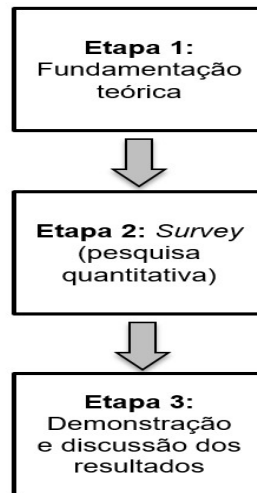 Etapa 1:
Fundamentação
teórica
Etapa 2: Survey
(pesquisa
quantitativa)
Etapa 3:
Demonstração
e discussão dos
resultados